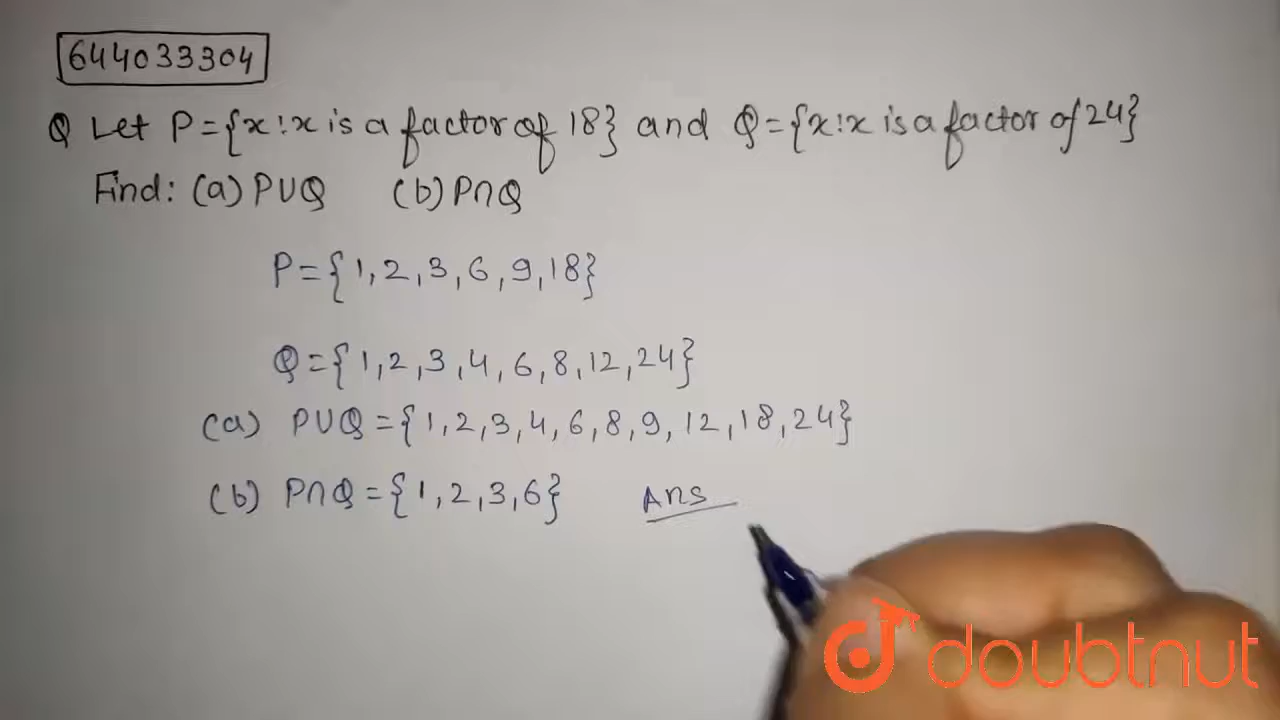 644033304
Q Let P={x:x is a factor of 18} and Q={x:x is a factor of 24}
Find: (a) P∪Q (b) P∩Q
P={1,2,3,6,9,18}
Q={1,2,3,4,6,8,12,24}
(a) P∪Q={1,2,3,4,6,8,9,12,18,24}
(b) P∩Q={1,2,3,6} Ans
doubtnut